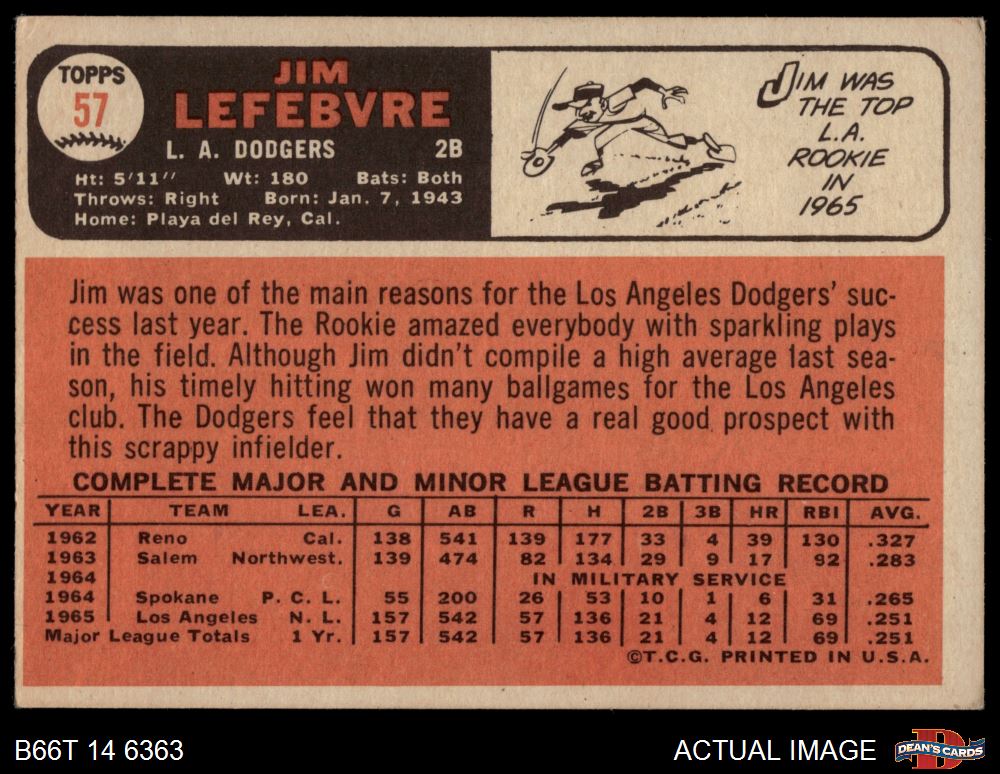 TOPPS
57
JIM
LEFEBVRE
L. A. DODGERS 2B
Ht: 5'11" Wt: 180 Bats: Both
Throws: Right Born: Jan. 7, 1943
Home: Playa del Rey, Cal.
JIM WAS
THE TOP
L.A.
ROOKIE
IN
1965
Jim was one of the main reasons for the Los Angeles Dodgers' suc-
cess last year. The Rookie amazed everybody with sparkling plays
in the field. Although Jim didn't compile a high average last sea-
son, his timely hitting won many ballgames for the Los Angeles
club. The Dodgers feel that they have a real good prospect with
this scrappy infielder.
COMPLETE MAJOR AND MINOR LEAGUE BATTING RECORD
YEAR TEAM LEA. G AB R H 2B 3B HR RBI AVG.
1962 Reno Cal. 138 541 139 177 33 4 39 130 .327
1963 Salem Northwest. 139 474 82 134 29 9 17 92 .283
1964 IN MILITARY SERVICE
1964 Spokane P. C. L. 55 200 26 53 10 1 6 31 .265
1965 Los Angeles N. L. 157 542 57 136 21 4 12 69 .251
Major League Totals 1 Yr. 157 542 57 136 21 4 12 69 .251
©T.C.G. PRINTED IN U.S.A.
B66T 14 6363 ACTUAL IMAGE DEAN'S CARDS